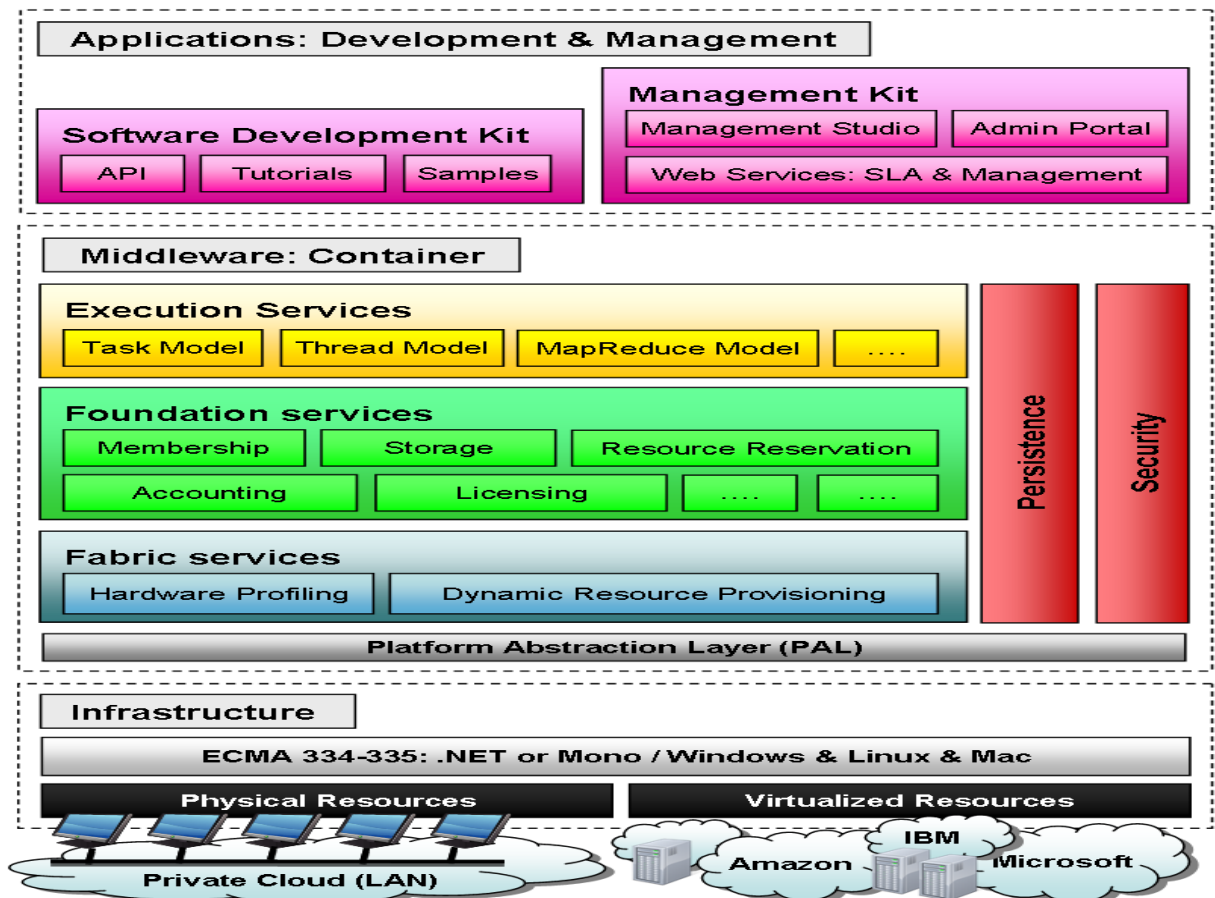 Applications: Development & Management
Software Development Kit
API
Tutorials
Samples
Management Kit
Management Studio
Admin Portal
Web Services: SLA & Management
Middleware: Container
Execution Services
Task Model
Thread Model
MapReduce Model
....
Foundation services
Membership
Storage
Resource Reservation
Accounting
Licensing
....
....
Fabric services
Hardware Profiling
Dynamic Resource Provisioning
Persistence
Security
Platform Abstraction Layer (PAL)
Infrastructure
ECMA 334-335: .NET or Mono / Windows & Linux & Mac
Physical Resources
Virtualized Resources
Private Cloud (LAN)
Amazon
IBM
Microsoft